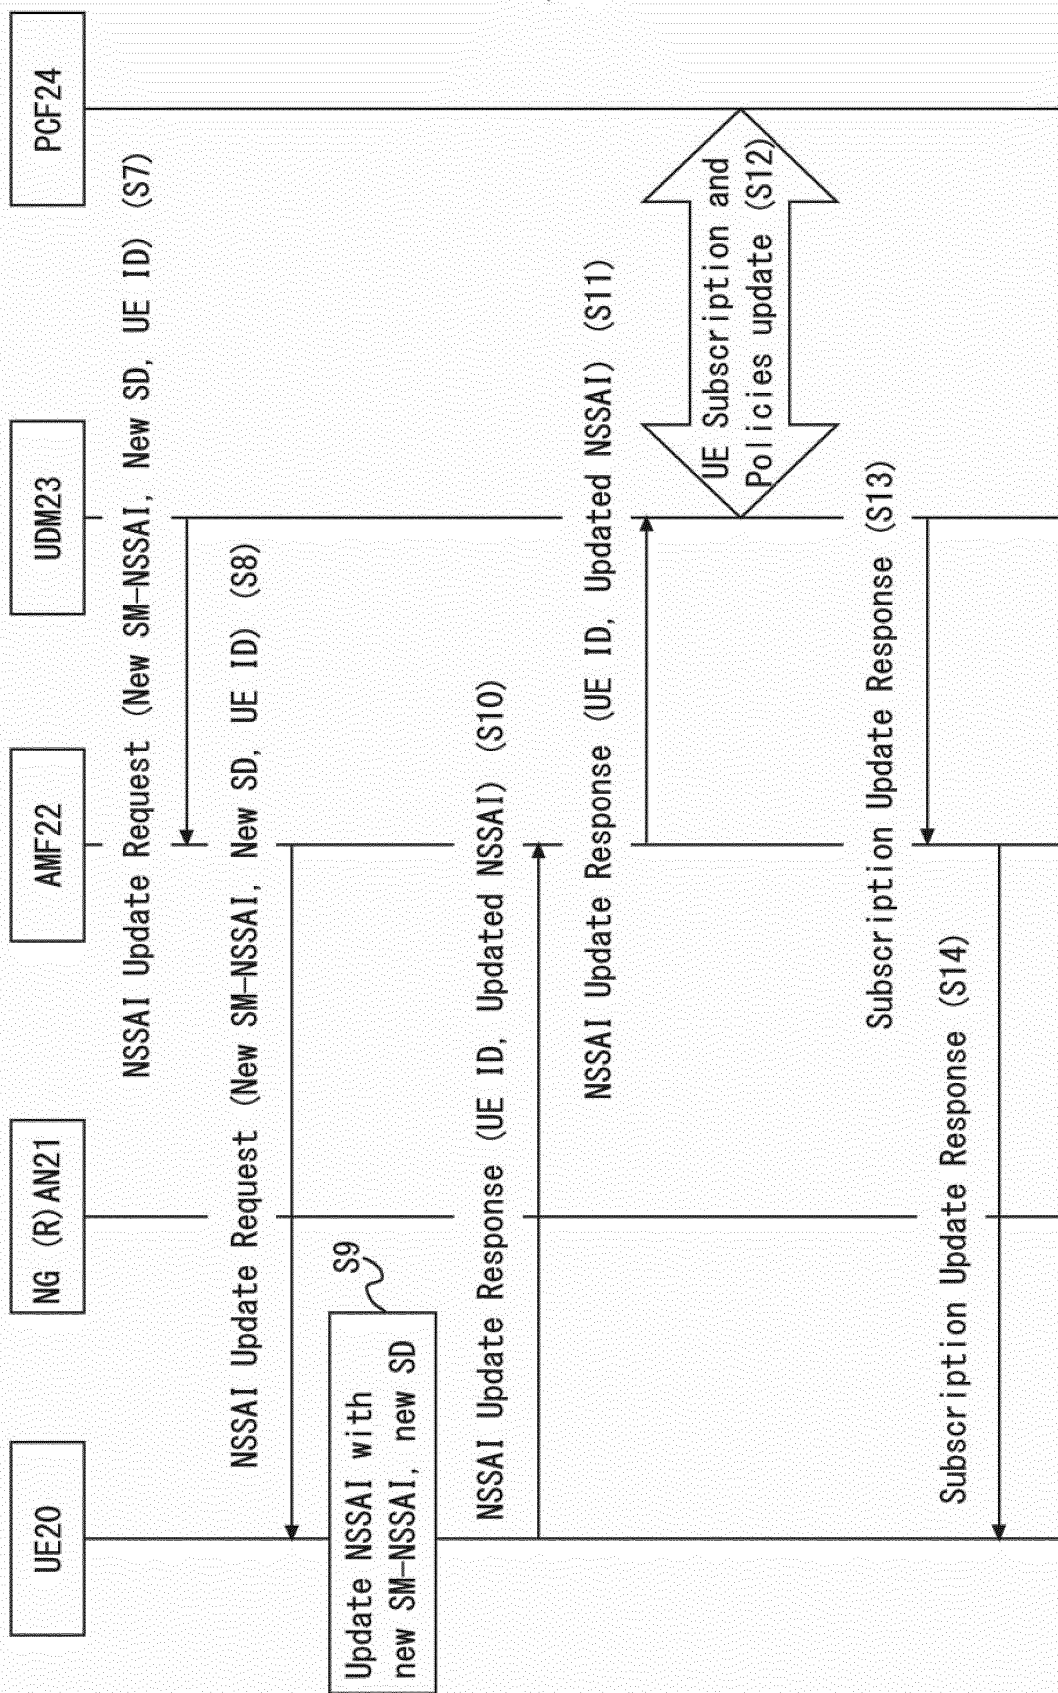 UE20
NG (R) AN21
AMF22
UDM23
PCF24
NSSAI Update Request (New SM-NSSAI, New SD, UE ID) (S7)
NSSAI Update Request (New SM-NSSAI, New SD, UE ID) (S8)
S9
Update NSSAI with
new SM-NSSAI, new SD
NSSAI Update Response (UE ID, Updated NSSAI) (S10)
NSSAI Update Response (UE ID, Updated NSSAI) (S11)
UE Subscription and
Policies update (S12)
Subscription Update Response (S13)
Subscription Update Response (S14)